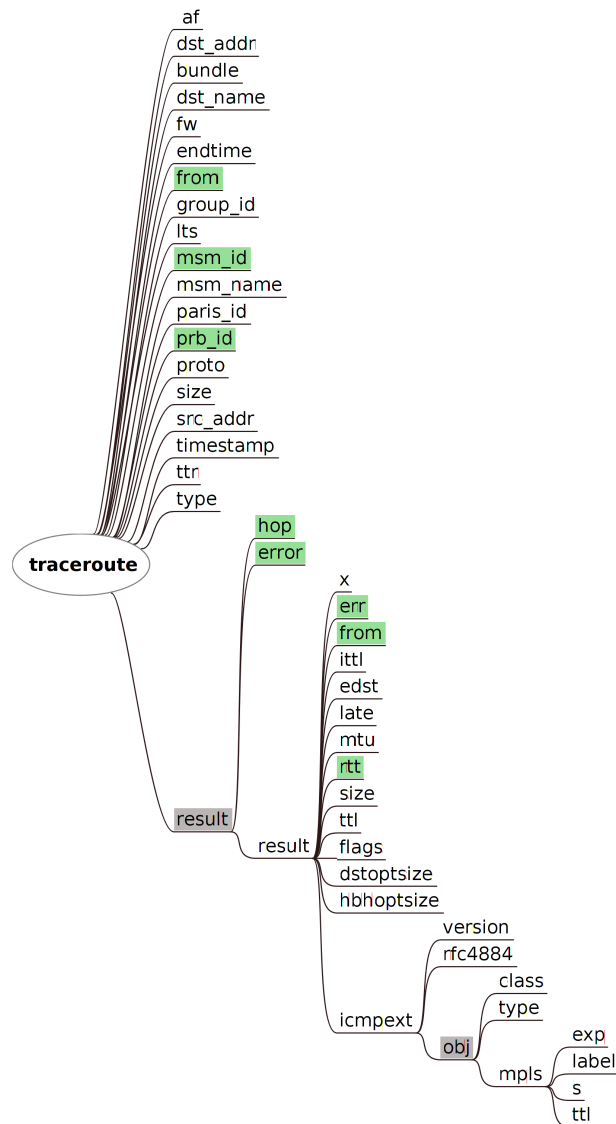 af
dst_addr
bundle
dst_name
fw
endtime
from
group_id
lts
msm_id
msm_name
paris_id
prb_id
proto
size
src_addr
timestamp
ttr
type
traceroute
hop
error
x
err
from
ittl
edst
late
mtu
rtt
size
ttl
flags
dstoptsize
hbhoptsize
result
result
version
rfc4884
class
type
icmpext
obj
mpls
exp
label
s
ttl